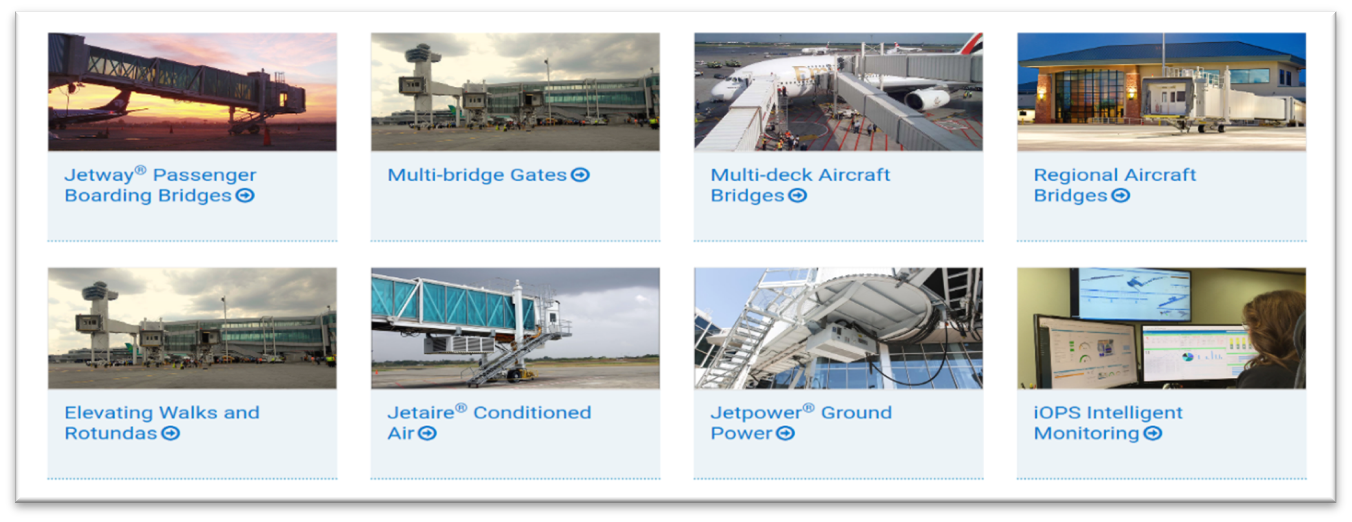 Jetway® Passenger
Boarding Bridges
Multi-bridge Gates
Multi-deck Aircraft
Bridges
Regional Aircraft
Bridges
Elevating Walks and
Rotundas
Jetaire® Conditioned
Air
Jetpower® Ground
Power
iOPS Intelligent
Monitoring